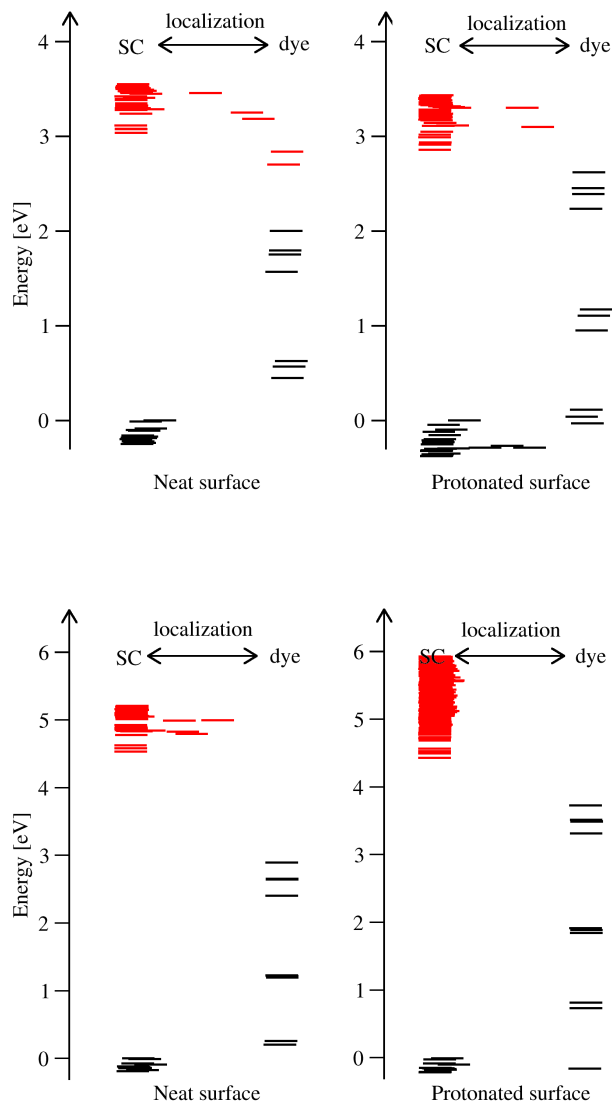 localization
SC
dye
4
3
2
1
0
Energy [eV]
Neat surface
localization
SC
dye
4
3
2
1
0
Protonated surface
localization
SC
dye
6
5
4
3
2
1
0
Energy [eV]
Neat surface
localization
SC
dye
6
5
4
3
2
1
0
Protonated surface